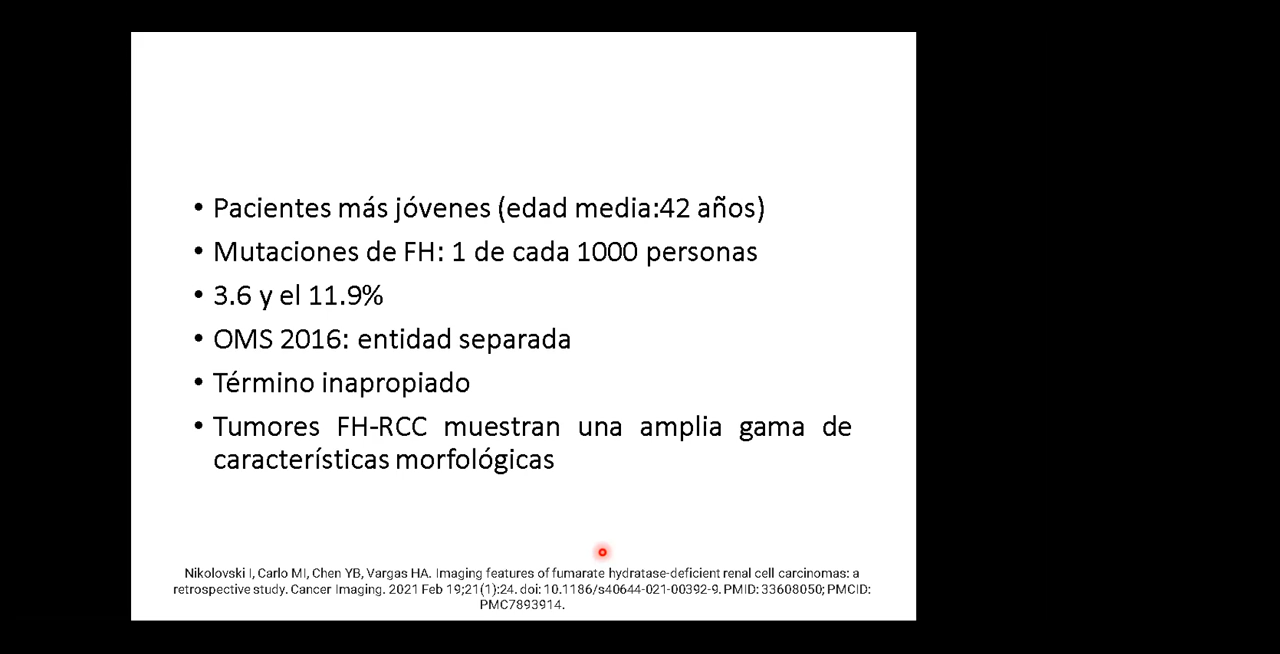 • Pacientes más jóvenes (edad media:42 años)
• Mutaciones de FH: 1 de cada 1000 personas
• 3.6 y el 11.9%
• OMS 2016: entidad separada
• Término inapropiado
• Tumores FH-RCC muestran una amplia gama de
características morfológicas
Nikolovski I, Carlo MI, Chen YB, Vargas HA. Imaging features of fumarate hydratase-deficient renal cell carcinomas: a
retrospective study. Cancer Imaging. 2021 Feb 19;21(1):24. doi: 10.1186/s40644-021-00392-9. PMID: 33608050; PMCID:
PMC7893914.